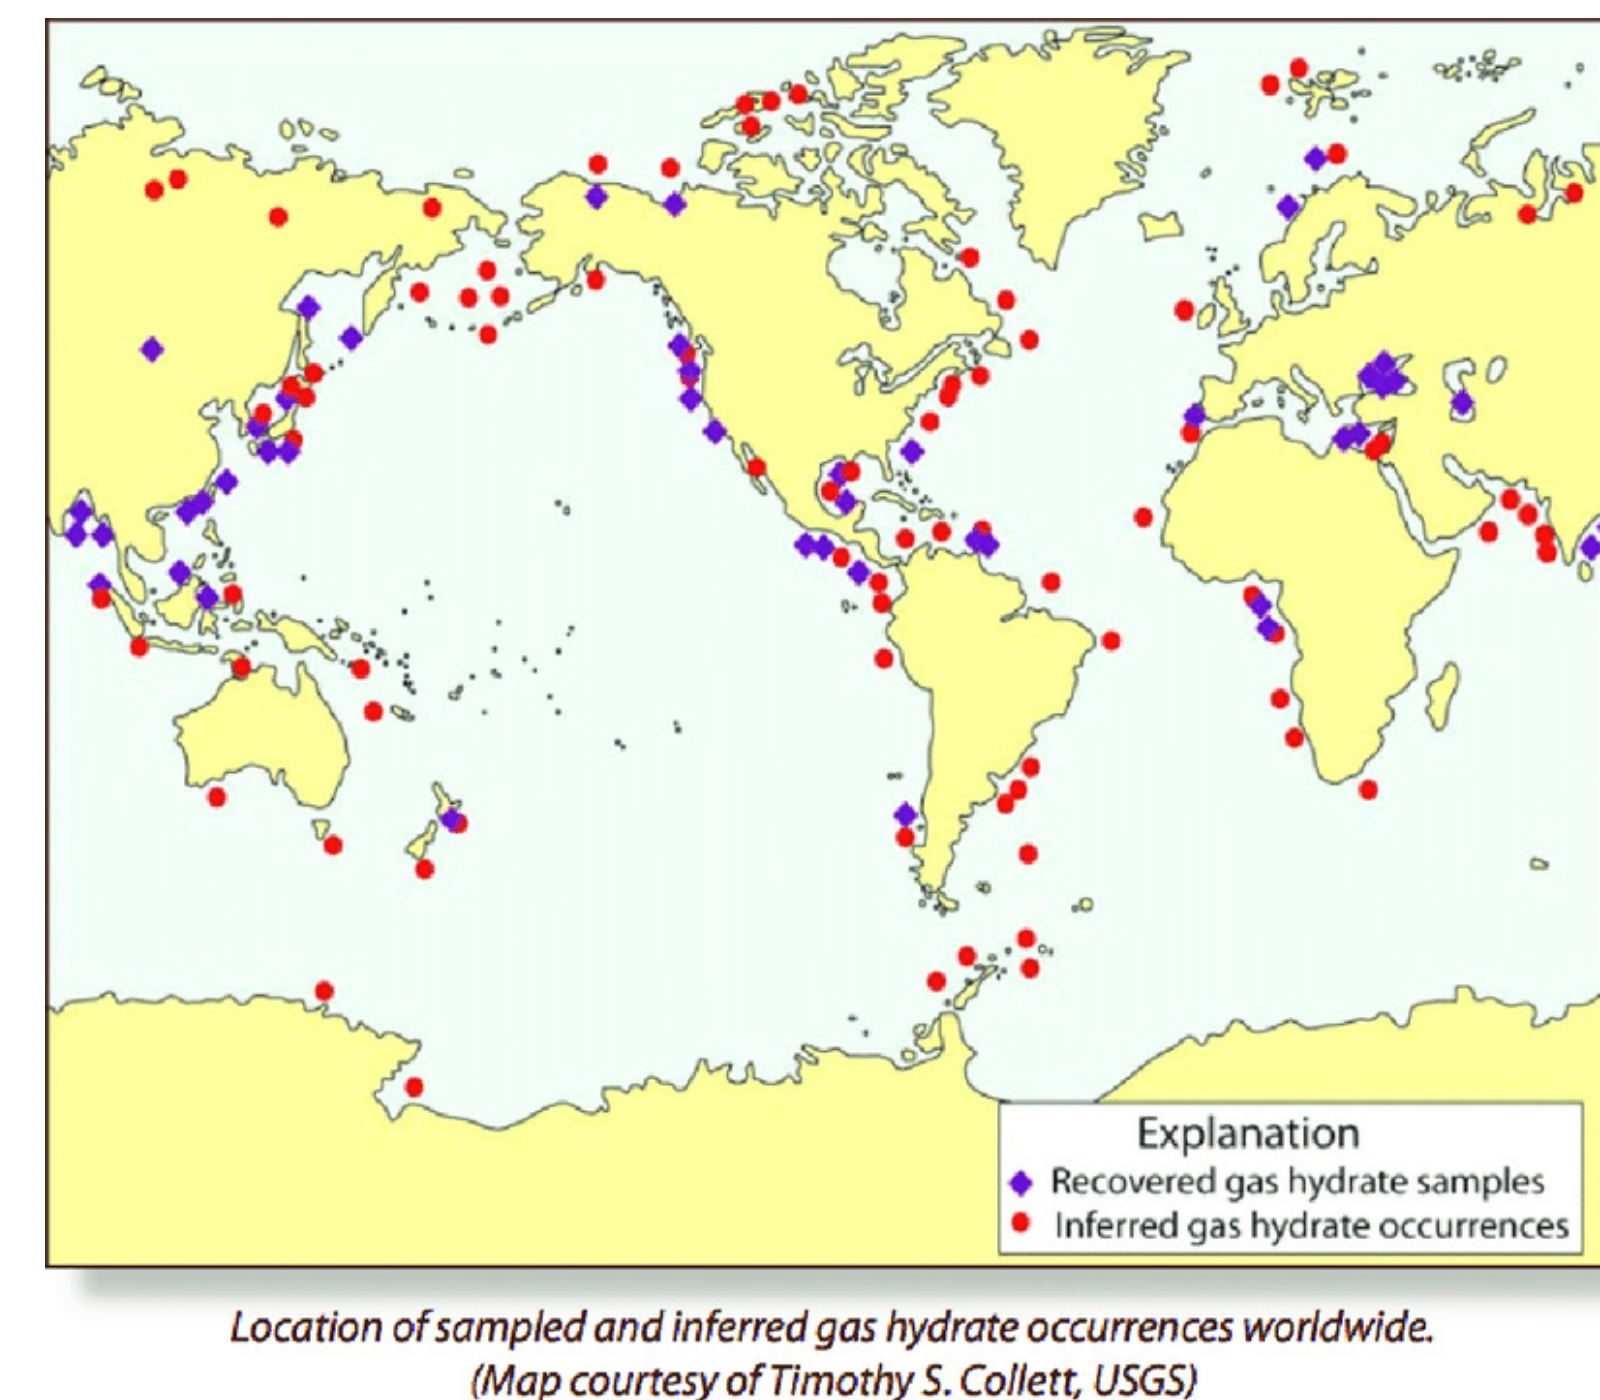 Explanation
Recovered gas hydrate samples
Inferred gas hydrate occurrences
Location of sampled and inferred gas hydrate occurrences worldwide.
(Map courtesy of Timothy S. Collett, USGS)